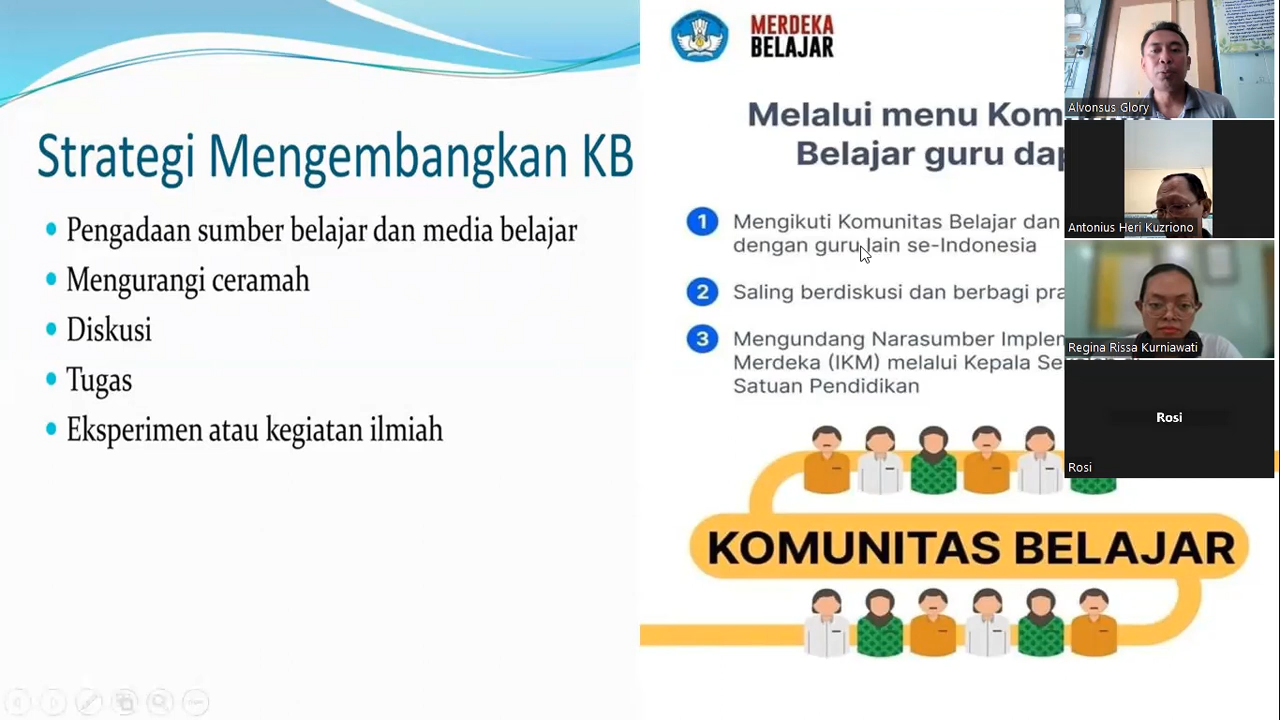 Strategi Mengembangkan KB
Pengadaan sumber belajar dan media belajar
Mengurangi ceramah
Diskusi
Tugas
Eksperimen atau kegiatan ilmiah
MERDEKA
BELAJAR
Melalui menu Kom
Belajar guru dap
1 Mengikuti Komunitas Belajar dan
dengan guru lain se-Indonesia
2 Saling berdiskusi dan berbagi pra
3 Mengundang Narasumber Implem
Merdeka (IKM) melalui Kepala Se
Satuan Pendidikan
KOMUNITAS BELAJAR
Alvonsus Glory
Antonius Heri Kuzriono
Regina Rissa Kurniawati
Rosi
Rosi